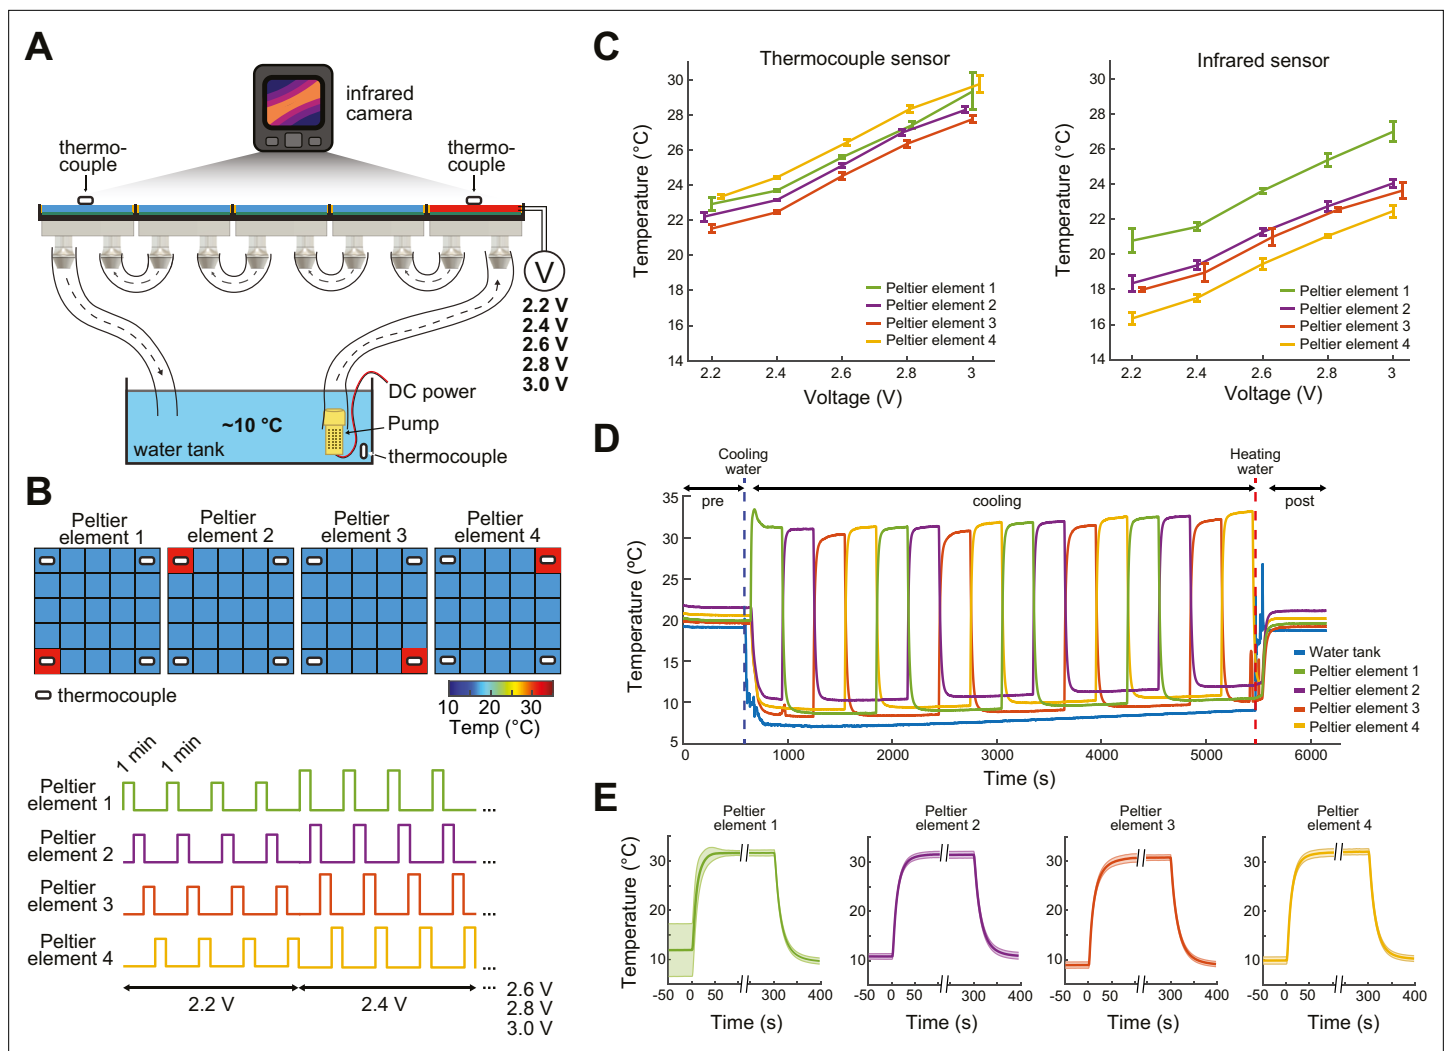 A
infrared
camera
thermo-
couple
thermo-
couple
V
2.2 V
2.4 V
2.6 V
2.8 V
3.0 V
DC power
Pump
~10 °C
water tank
thermocouple
B
Peltier
element 1
Peltier
element 2
Peltier
element 3
Peltier
element 4
thermocouple
10 20 30
Temp (°C)
1 min 1 min
Peltier
element 1
...
Peltier
element 2
...
Peltier
element 3
...
Peltier
element 4
...
2.2 V
2.4 V
... 2.6 V
2.8 V
3.0 V
C
Thermocouple sensor
Temperature (°C)
30
28
26
24
22
20
18
16
14
Peltier element 1
Peltier element 2
Peltier element 3
Peltier element 4
2.2 2.4 2.6 2.8 3
Voltage (V)
Infrared sensor
Temperature (°C)
30
28
26
24
22
20
18
16
14
Peltier element 1
Peltier element 2
Peltier element 3
Peltier element 4
2.2 2.4 2.6 2.8 3
Voltage (V)
D
Cooling
water
Heating
water
pre
cooling
post
Temperature (ºC)
35
30
25
20
15
10
5
Water tank
Peltier element 1
Peltier element 2
Peltier element 3
Peltier element 4
0 1000 2000 3000 4000 5000 6000
Time (s)
E
Peltier
element 1
Temperature (°C)
30
20
10
-50 0 50 300 400
Time (s)
Peltier
element 2
30
20
10
-50 0 50 300 400
Time (s)
Peltier
element 3
30
20
10
-50 0 50 300 400
Time (s)
Peltier
element 4
30
20
10
-50 0 50 300 400
Time (s)